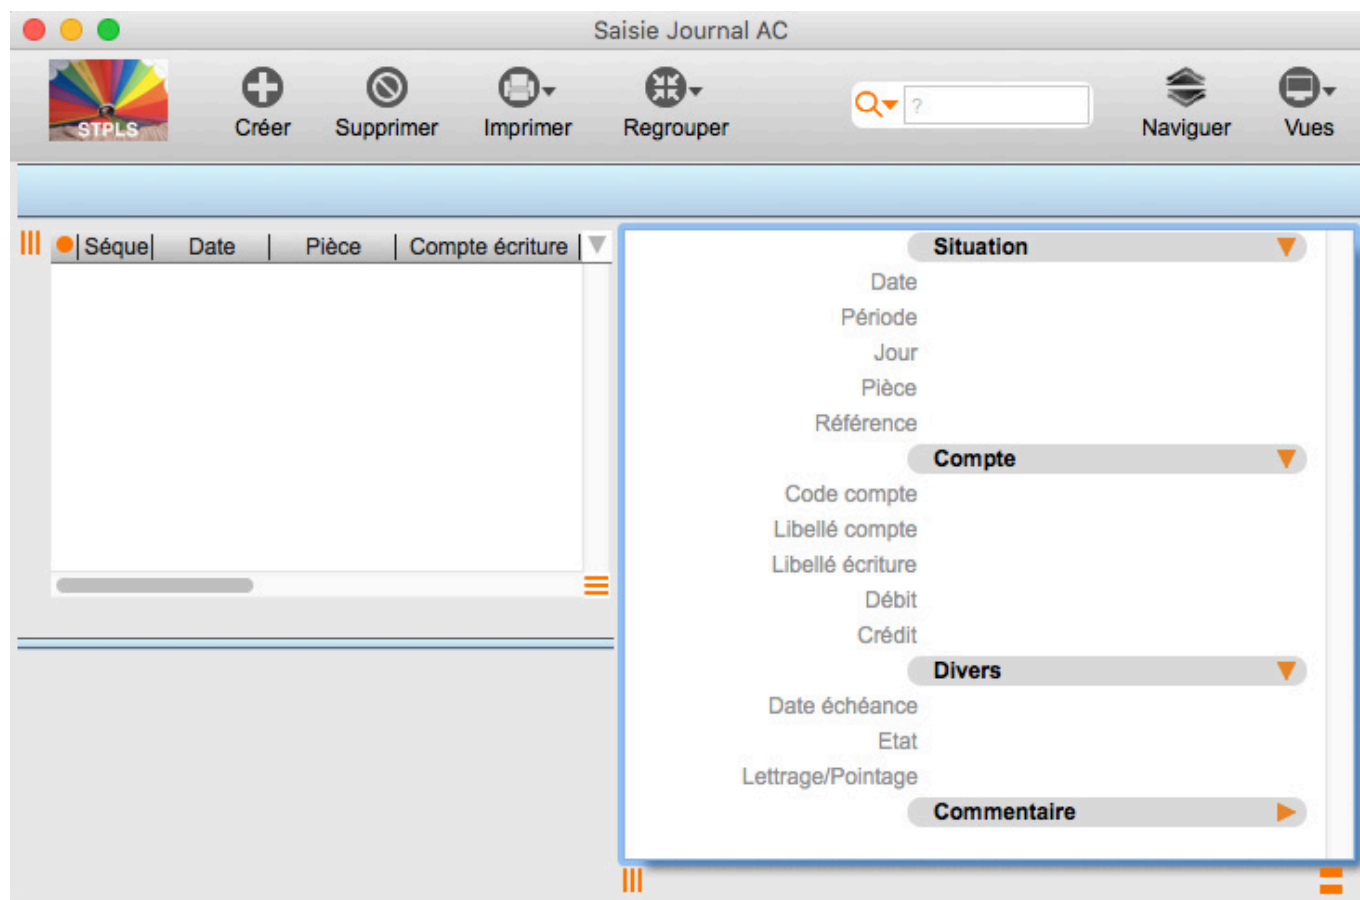 Saisie Journal AC
STPLS
Créer Supprimer Imprimer Regrouper ? Naviguer Vues
Séque Date Pièce Compte écriture
Situation
Date
Période
Jour
Pièce
Référence
Compte
Code compte
Libellé compte
Libellé écriture
Débit
Crédit
Divers
Date échéance
Etat
Lettrage/Pointage
Commentaire